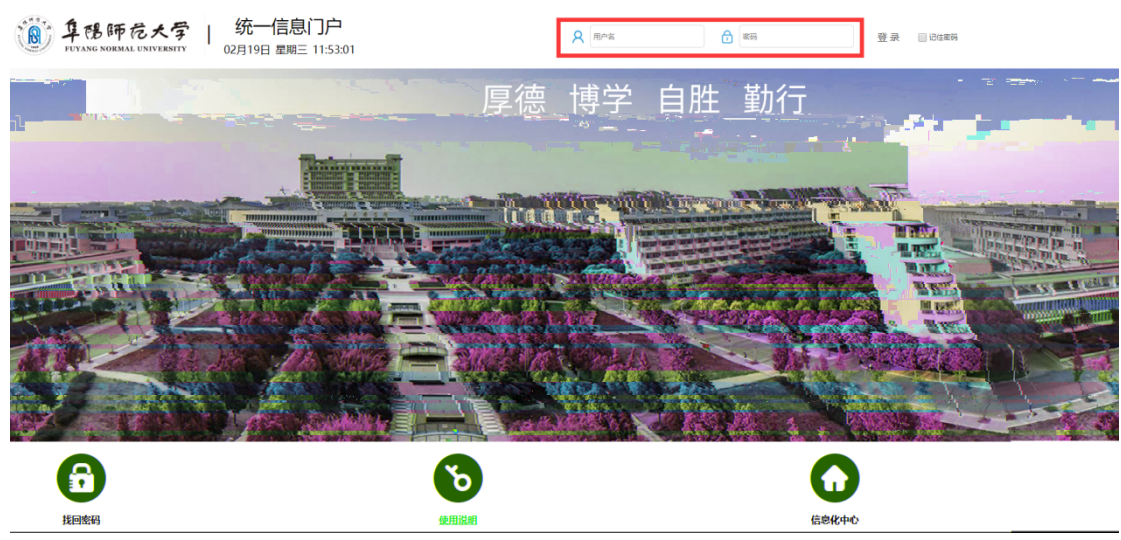 阜阳师范大学
FUYANG NORMAL UNIVERSITY
统一信息门户
02月19日 星期三 11:53:01
用户名
密码
登 录
记住密码
厚德 博学 自胜 勤行
找回密码
使用说明
信息化中心